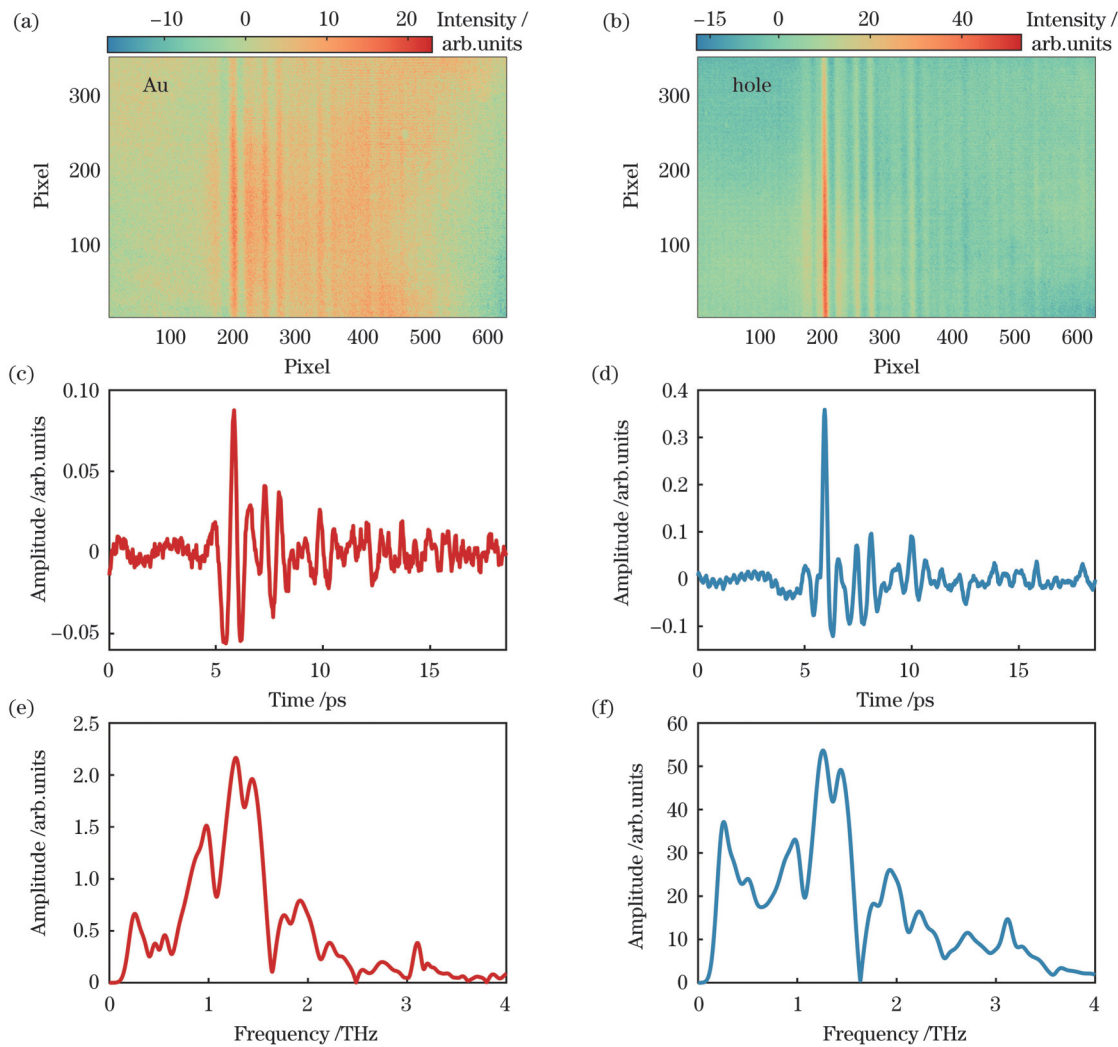 (a)
−10 0 10 20 Intensity /
arb.units
Au
300
200
100
Pixel
100 200 300 400 500 600
Pixel
(b)
−15 0 20 40 Intensity /
arb.units
hole
300
200
100
Pixel
100 200 300 400 500 600
Pixel
(c)
0.10
0.05
0
−0.05
Amplitude /arb.units
0 5 10 15
Time /ps
(d)
0.4
0.3
0.2
0.1
0
−0.1
Amplitude /arb.units
0 5 10 15
Time /ps
(e)
2.5
2.0
1.5
1.0
0.5
0
Amplitude /arb.units
0 1 2 3 4
Frequency /THz
(f)
60
50
40
30
20
10
0
Amplitude /arb.units
0 1 2 3 4
Frequency /THz